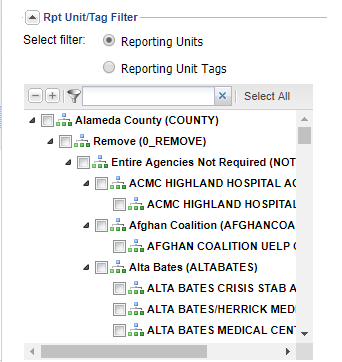 Rpt Unit/Tag Filter
Select filter: Reporting Units
Reporting Unit Tags
Select All
Alameda County (COUNTY)
Remove (0_REMOVE)
Entire Agencies Not Required (NOT
ACMC HIGHLAND HOSPITAL AC
ACMC HIGHLAND HOSPITAL
Afghan Coalition (AFGHANCOA
AFGHAN COALITION UELP
Alta Bates (ALTABATES)
ALTA BATES CRISIS STAB A
ALTA BATES/HERRICK MED
ALTA BATES MEDICAL CEN